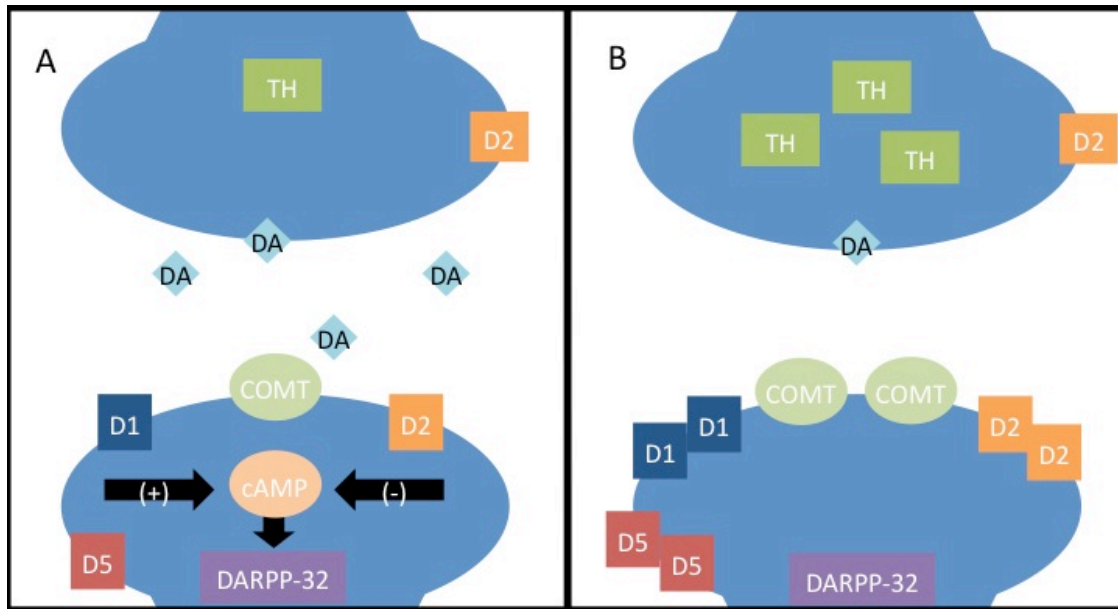 A
TH
D2
DA
DA
DA
DA
COMT
D1
D2
(+)
cAMP
(-)
D5
DARPP-32
B
TH
TH
TH
D2
DA
COMT
COMT
D1
D1
D2
D2
D5
D5
DARPP-32